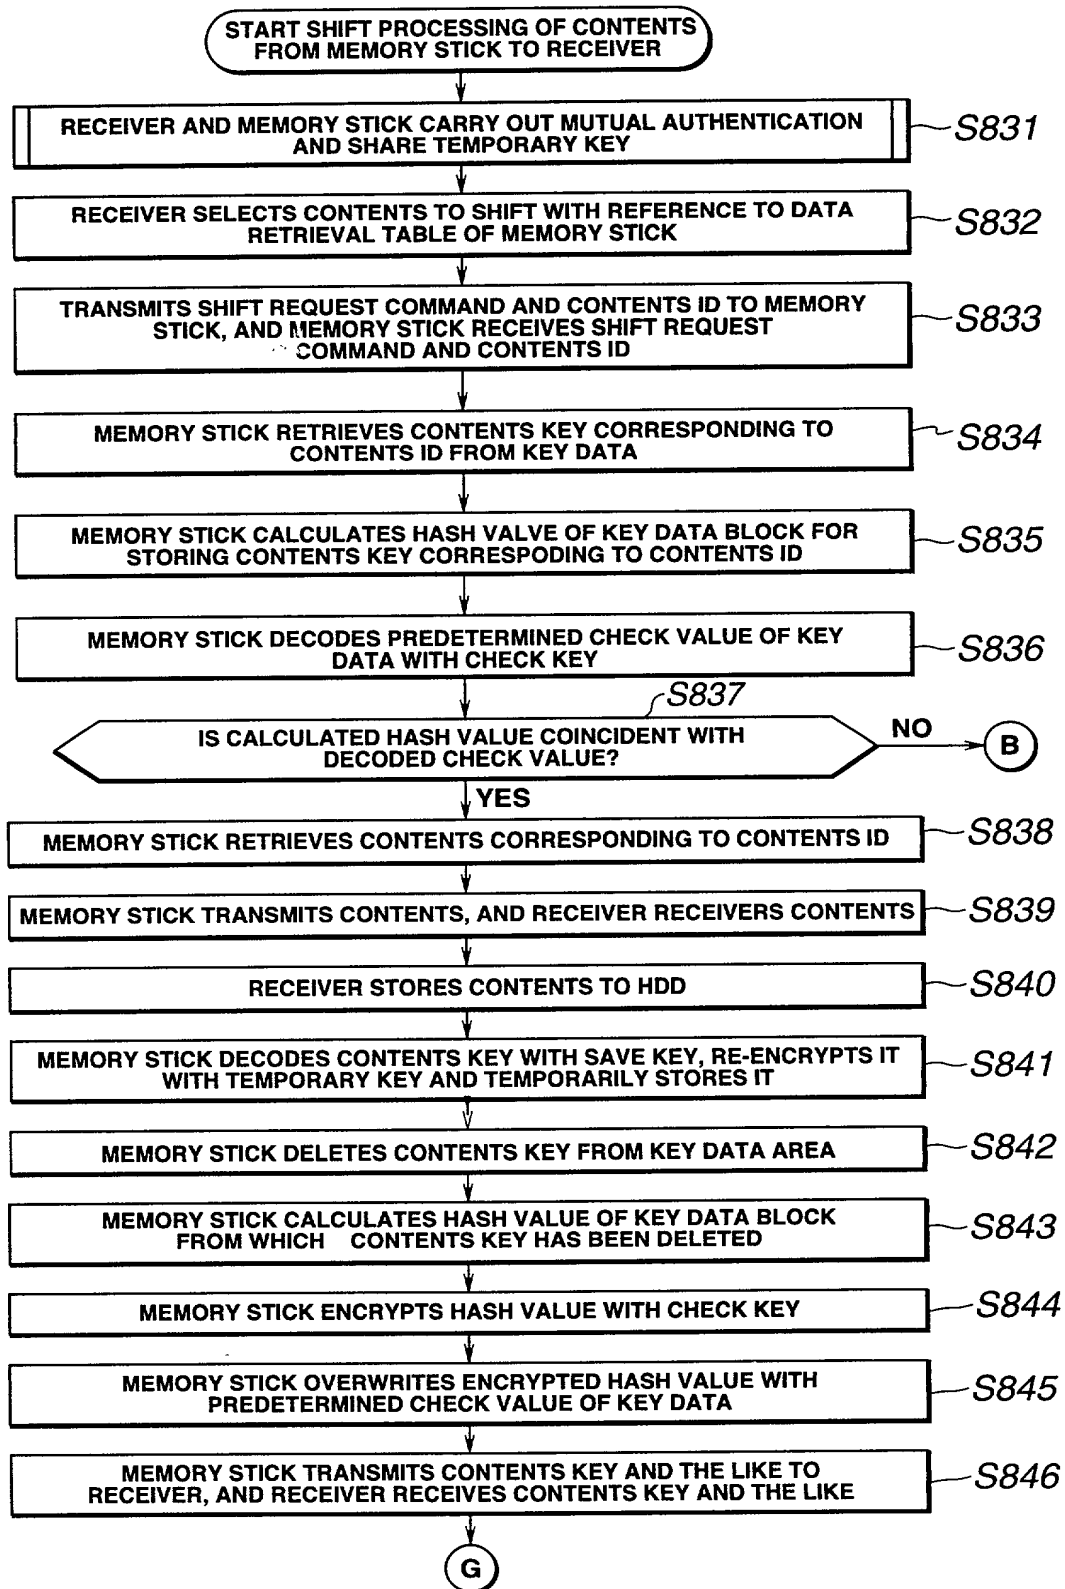 START SHIFT PROCESSING OF CONTENTS
FROM MEMORY STICK TO RECEIVER
RECEIVER AND MEMORY STICK CARRY OUT MUTUAL AUTHENTICATION
AND SHARE TEMPORARY KEY
S831
RECEIVER SELECTS CONTENTS TO SHIFT WITH REFERENCE TO DATA
RETRIEVAL TABLE OF MEMORY STICK
S832
TRANSMITS SHIFT REQUEST COMMAND AND CONTENTS ID TO MEMORY
STICK, AND MEMORY STICK RECEIVES SHIFT REQUEST
COMMAND AND CONTENTS ID
S833
MEMORY STICK RETRIEVES CONTENTS KEY CORRESPONDING TO
CONTENTS ID FROM KEY DATA
S834
MEMORY STICK CALCULATES HASH VALVE OF KEY DATA BLOCK FOR
STORING CONTENTS KEY CORRESPODING TO CONTENTS ID
S835
MEMORY STICK DECODES PREDETERMINED CHECK VALUE OF KEY
DATA WITH CHECK KEY
S836
S837
IS CALCULATED HASH VALUE COINCIDENT WITH
DECODED CHECK VALUE?
NO
B
YES
MEMORY STICK RETRIEVES CONTENTS CORRESPONDING TO CONTENTS ID
S838
MEMORY STICK TRANSMITS CONTENTS, AND RECEIVER RECEIVERS CONTENTS
S839
RECEIVER STORES CONTENTS TO HDD
S840
MEMORY STICK DECODES CONTENTS KEY WITH SAVE KEY, RE-ENCRYPTS IT
WITH TEMPORARY KEY AND TEMPORARILY STORES IT
S841
MEMORY STICK DELETES CONTENTS KEY FROM KEY DATA AREA
S842
MEMORY STICK CALCULATES HASH VALUE OF KEY DATA BLOCK
FROM WHICH CONTENTS KEY HAS BEEN DELETED
S843
MEMORY STICK ENCRYPTS HASH VALUE WITH CHECK KEY
S844
MEMORY STICK OVERWRITES ENCRYPTED HASH VALUE WITH
PREDETERMINED CHECK VALUE OF KEY DATA
S845
MEMORY STICK TRANSMITS CONTENTS KEY AND THE LIKE TO
RECEIVER, AND RECEIVER RECEIVES CONTENTS KEY AND THE LIKE
S846
G